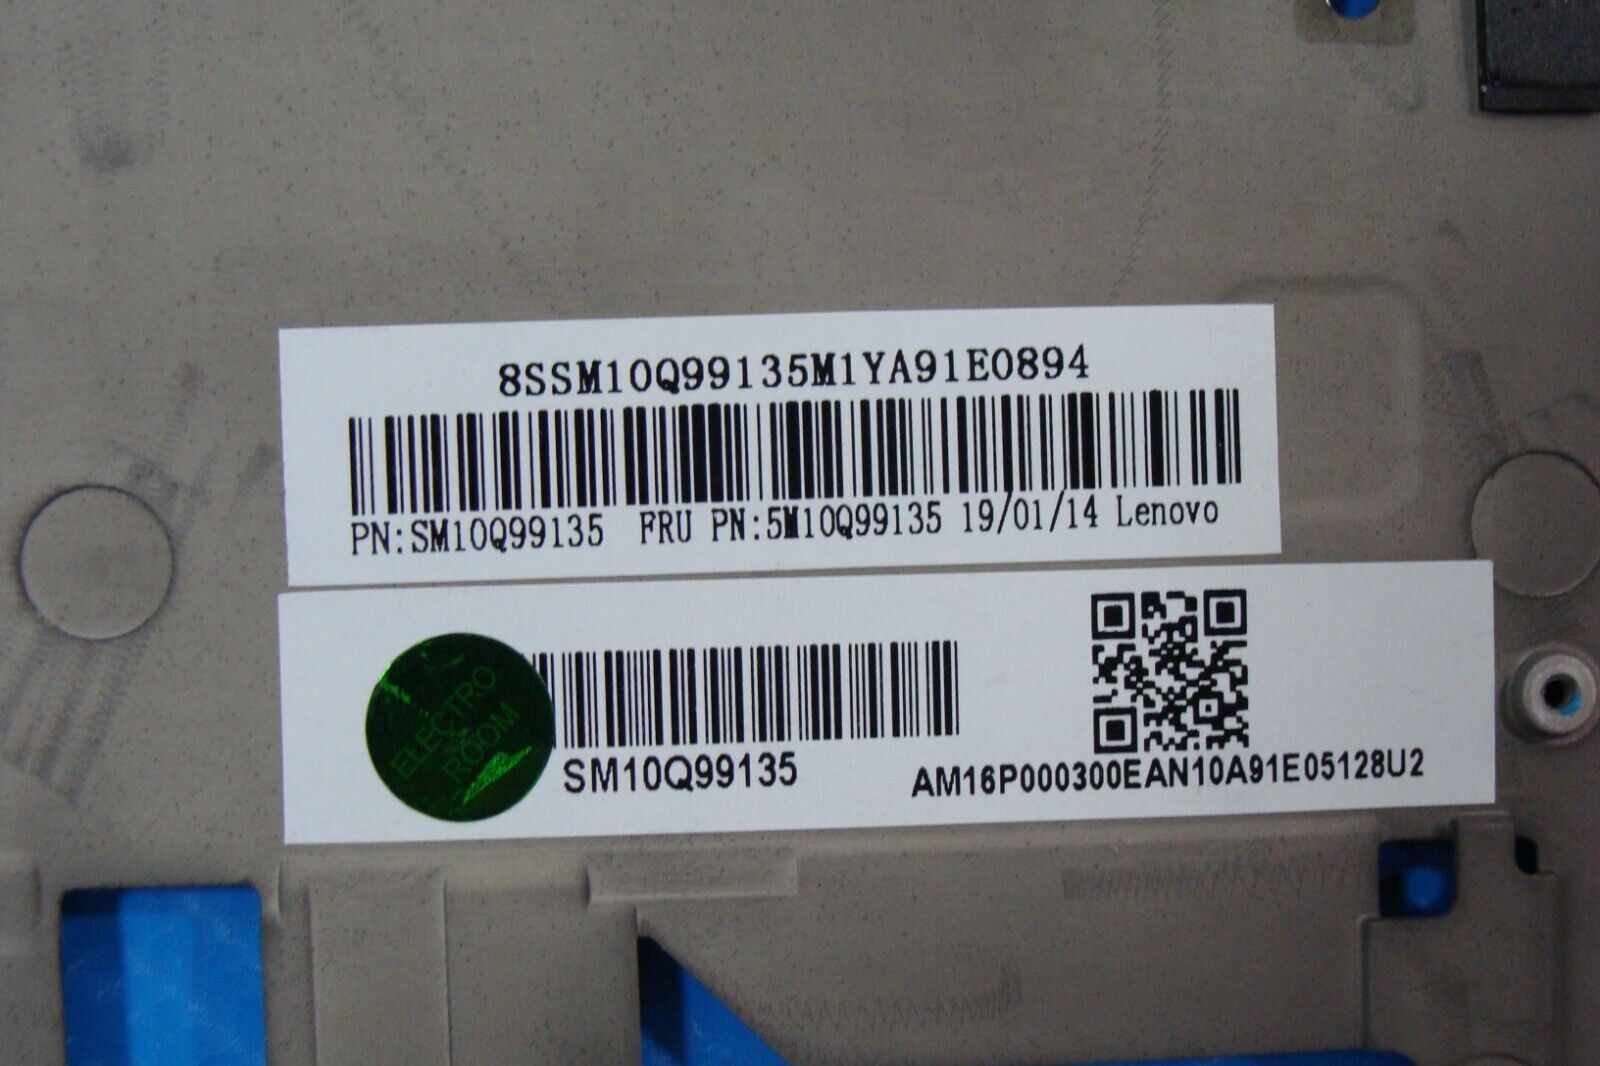 8SSM10Q99135M1YA91E0894
PN:SM10Q99135 FRU PN:5M10Q99135 19/01/14 Lenovo
ELECTRO
ROOM
SM10Q99135
AM16P000300EAN10A91E05128U2